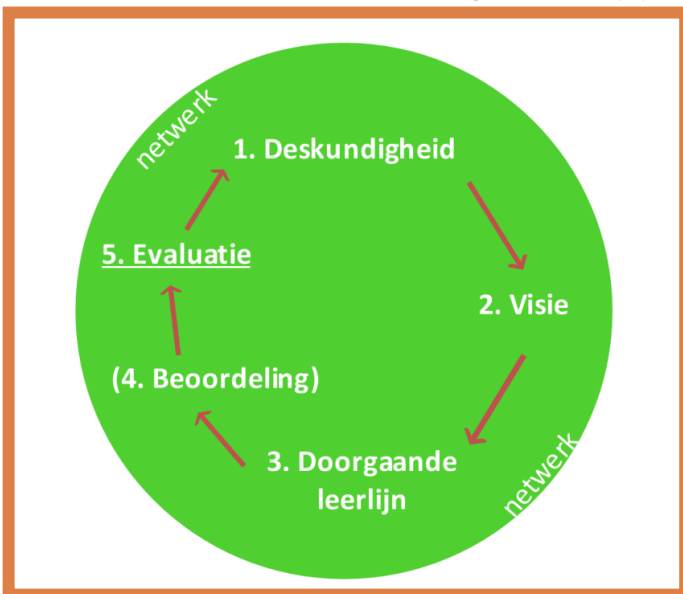 netwerk
1. Deskundigheid
5. Evaluatie
2. Visie
(4. Beoordeling)
3. Doorgaande
leerlijn
netwerk